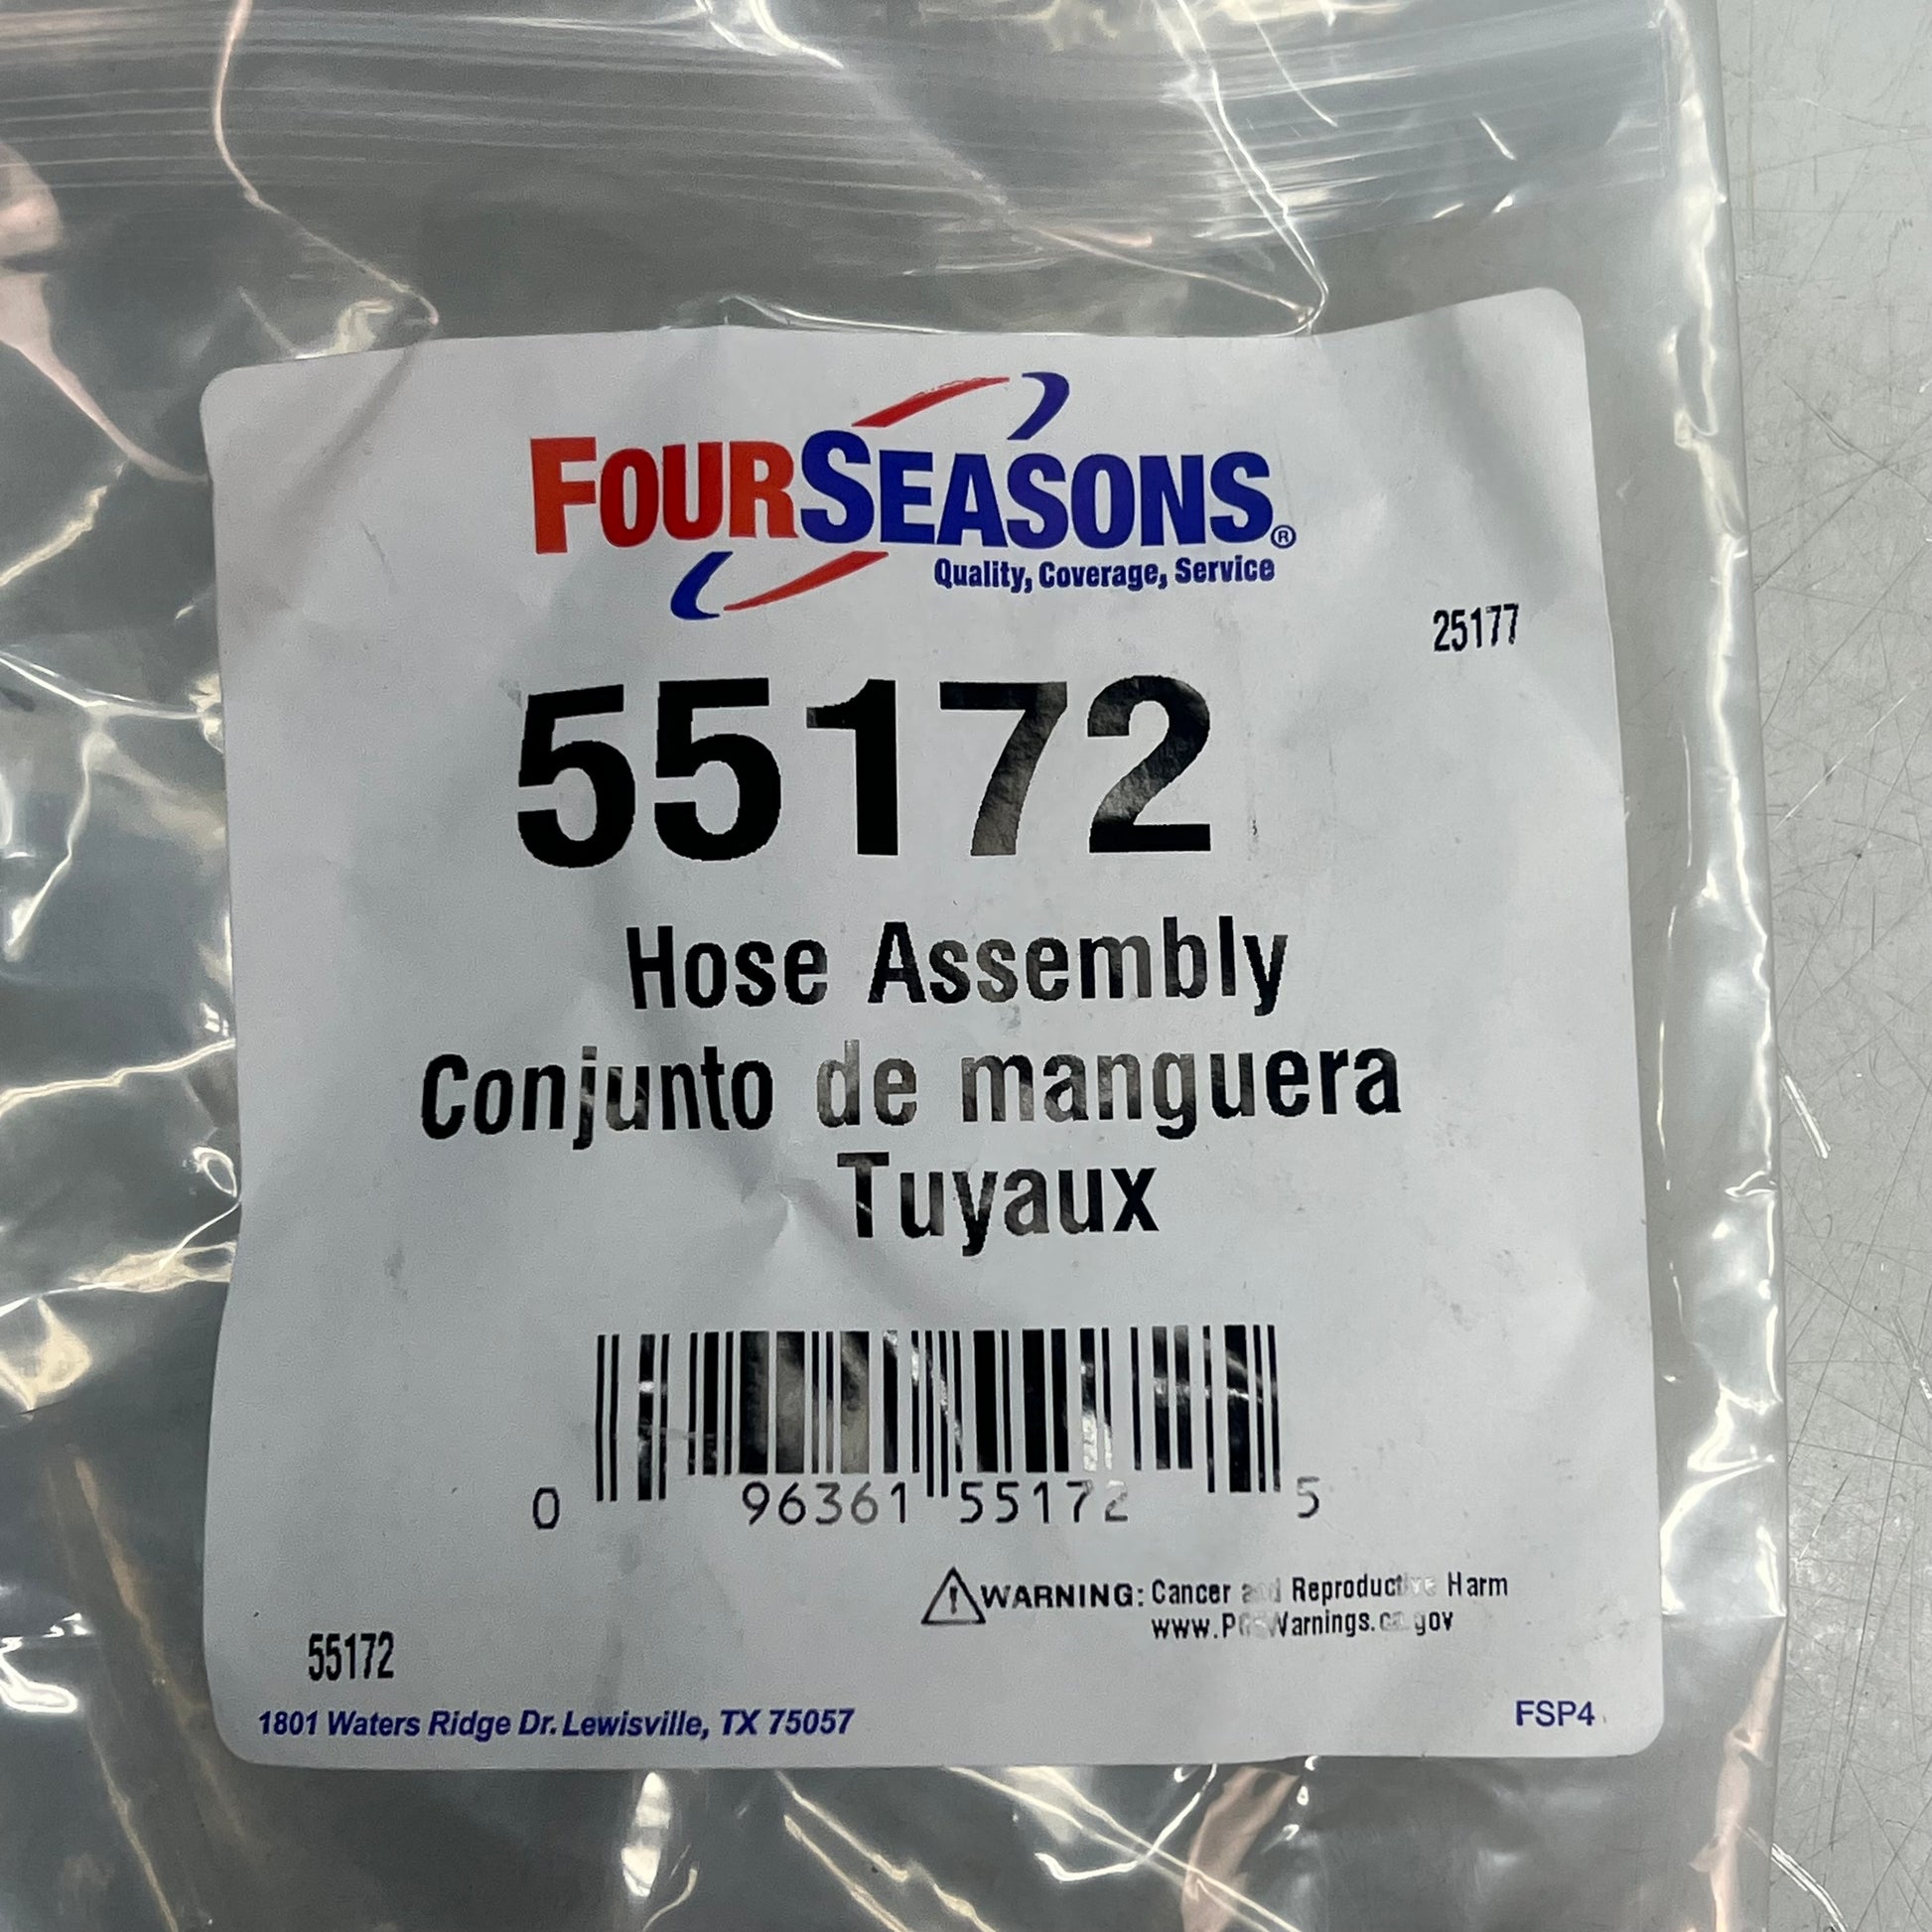 FOURSEASONS®
Quality, Coverage, Service
25177
55172
Hose Assembly
Conjunto de manguera
Tuyaux
0 96361 55172 5
WARNING: Cancer and Reproductive Harm
www.P65Warnings.ca.gov
55172
1801 Waters Ridge Dr. Lewisville, TX 75057
FSP4